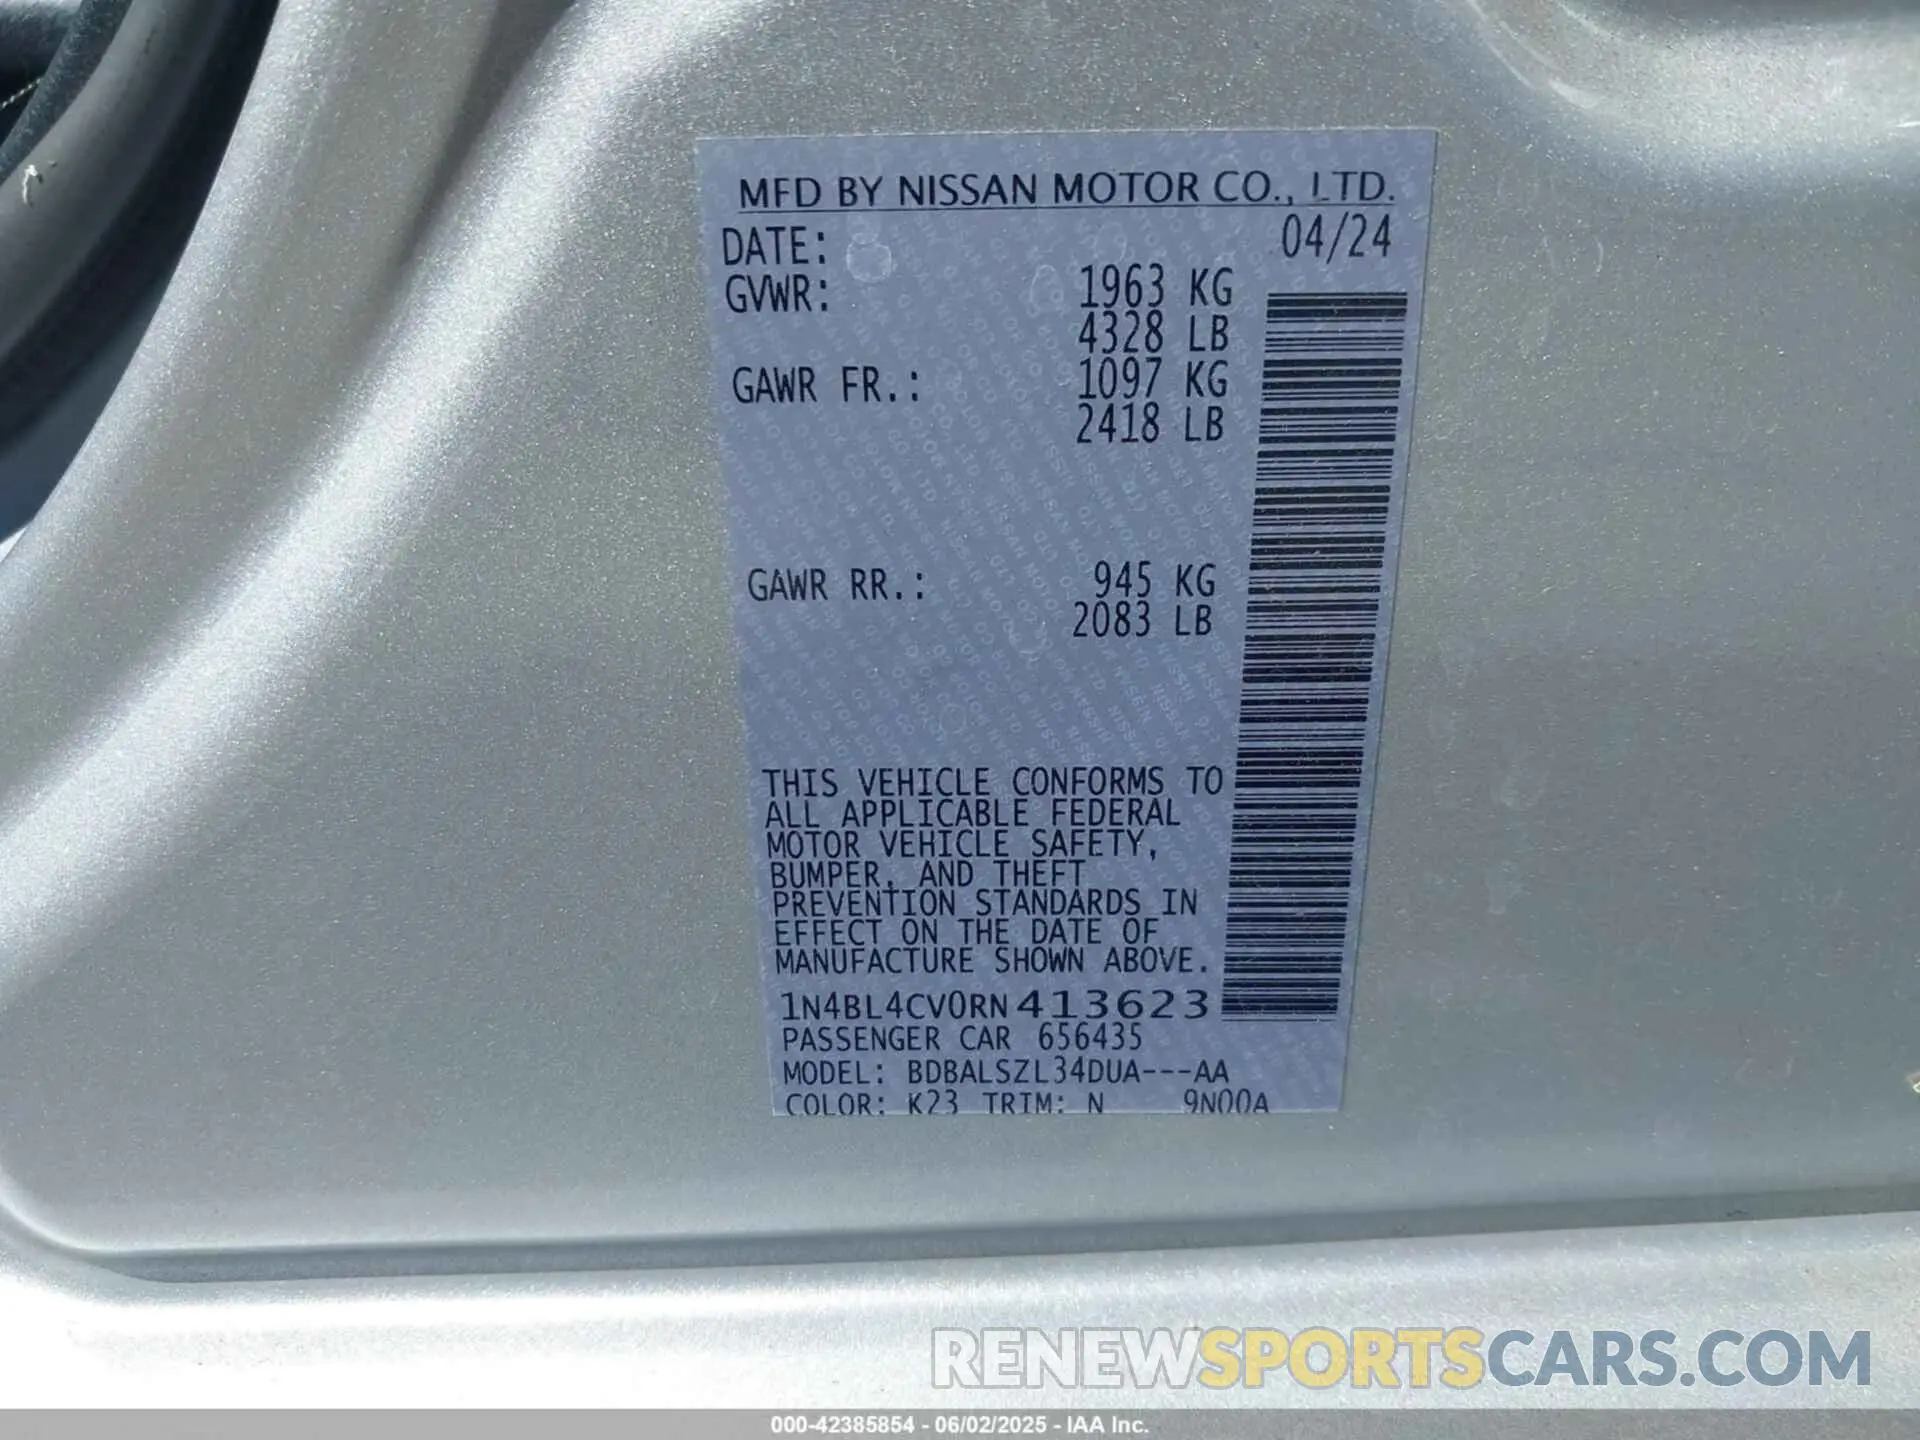 MFD BY NISSAN MOTOR CO., LTD.
DATE: 04/24
GVWR: 1963 KG
4328 LB
GAWR FR.: 1097 KG
2418 LB
GAWR RR.: 945 KG
2083 LB
THIS VEHICLE CONFORMS TO
ALL APPLICABLE FEDERAL
MOTOR VEHICLE SAFETY,
BUMPER, AND THEFT
PREVENTION STANDARDS IN
EFFECT ON THE DATE OF
MANUFACTURE SHOWN ABOVE.
1N4BL4CV0RN413623
PASSENGER CAR 656435
MODEL: BDBALSZL34DUA---AA
COLOR: K23 TRIM: N 9N00A
RENEWSPORTSCARS.COM
000-42385854 - 06/02/2025 - IAA Inc.